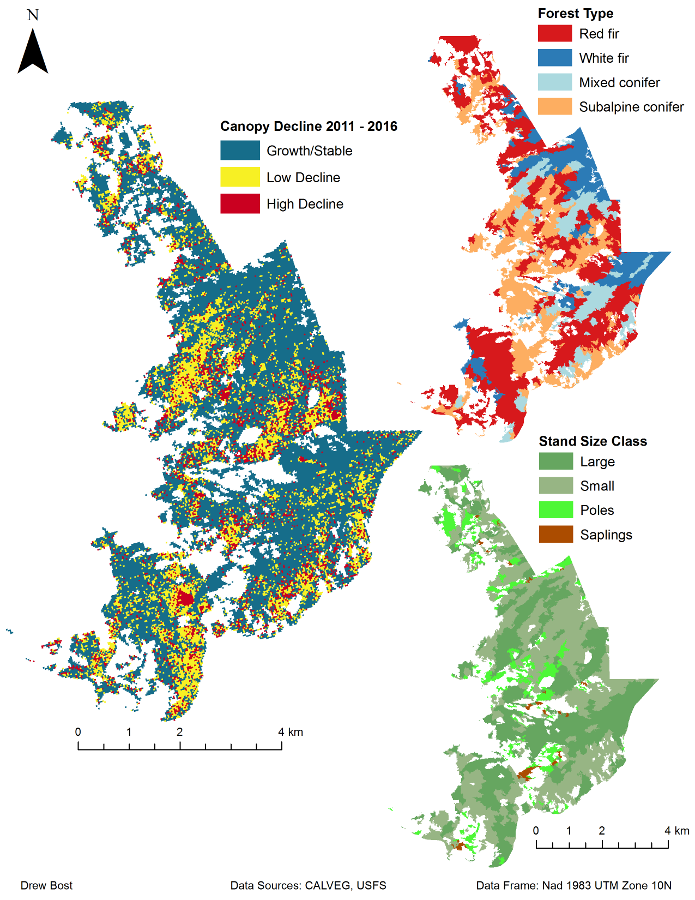 N
Forest Type
Red fir
White fir
Mixed conifer
Subalpine conifer
Canopy Decline 2011 - 2016
Growth/Stable
Low Decline
High Decline
Stand Size Class
Large
Small
Poles
Saplings
0 1 2 4 km
0 1 2 4 km
Drew Bost
Data Sources: CALVEG, USFS
Data Frame: Nad 1983 UTM Zone 10N